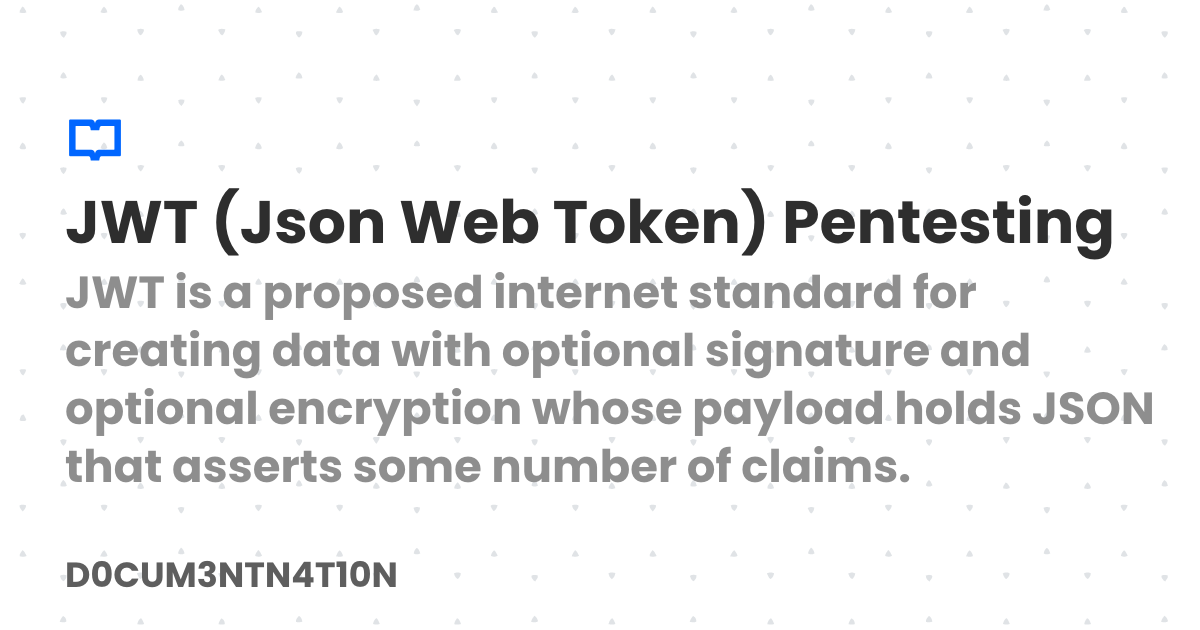 JWT (Json Web Token) Pentesting
JWT is a proposed internet standard for
creating data with optional signature and
optional encryption whose payload holds JSON
that asserts some number of claims.
D0CUM3NTN4T10N